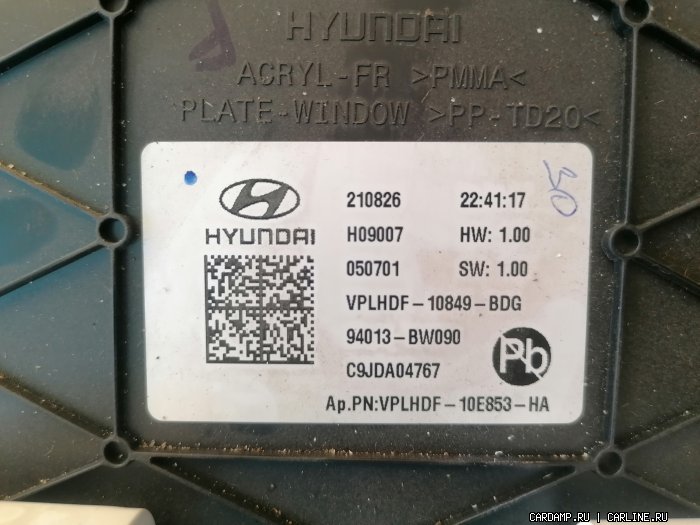 HYUNDAI
ACRYL-FR >PMMA<
PLATE-WINDOW >PP-TD20<
HYUNDAI
210826 22:41:17
H09007 HW: 1.00
050701 SW: 1.00
VPLHDF-10849-BDG
94013-BW090
C9JDA04767
Pb
Ap.PN:VPLHDF-10E853-HA
CARDAMP.RU | CARLINE.RU